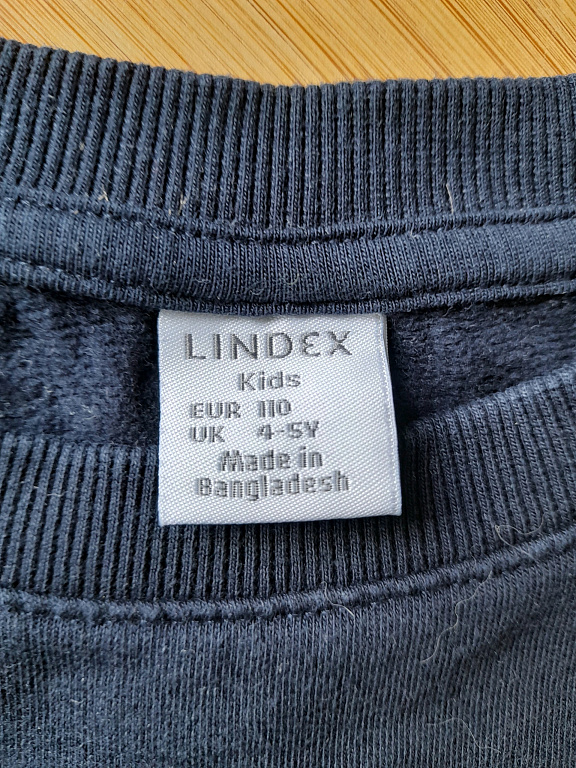 LINDEX
Kids
EUR 110
UK 4-5Y
Made in
Bangladesh